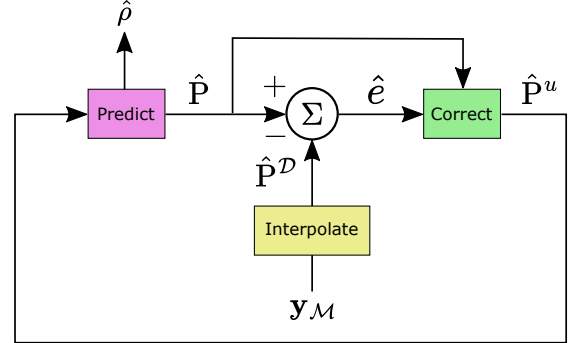 ρ̂
Predict
P̂
+
−
Σ
ê
Correct
P̂ᵘ
P̂^𝒟
Interpolate
𝐲_ℳ